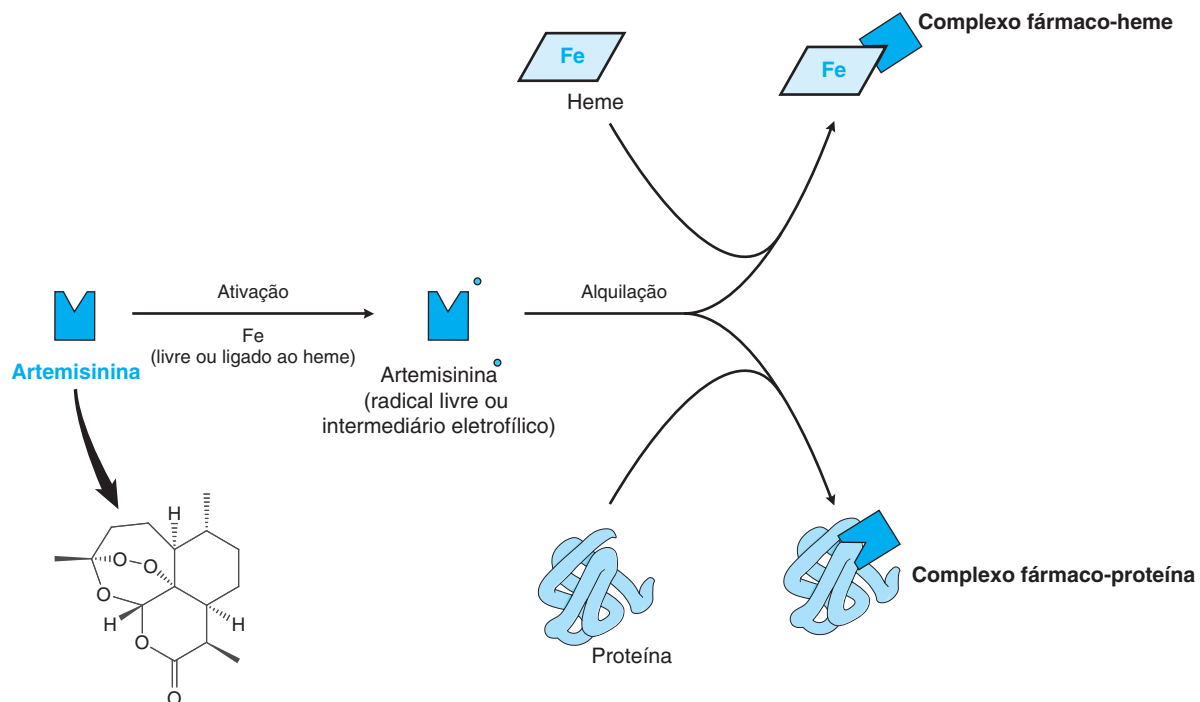 Complexo fármaco-heme
Fe
Fe
Heme
Ativação
Fe
(livre ou ligado ao heme)
Alquilação
Artemisinina
Artemisinina
(radical livre ou
intermediário eletrofílico)
H
O
O
O
H
O
H
O
Proteína
Complexo fármaco-proteína